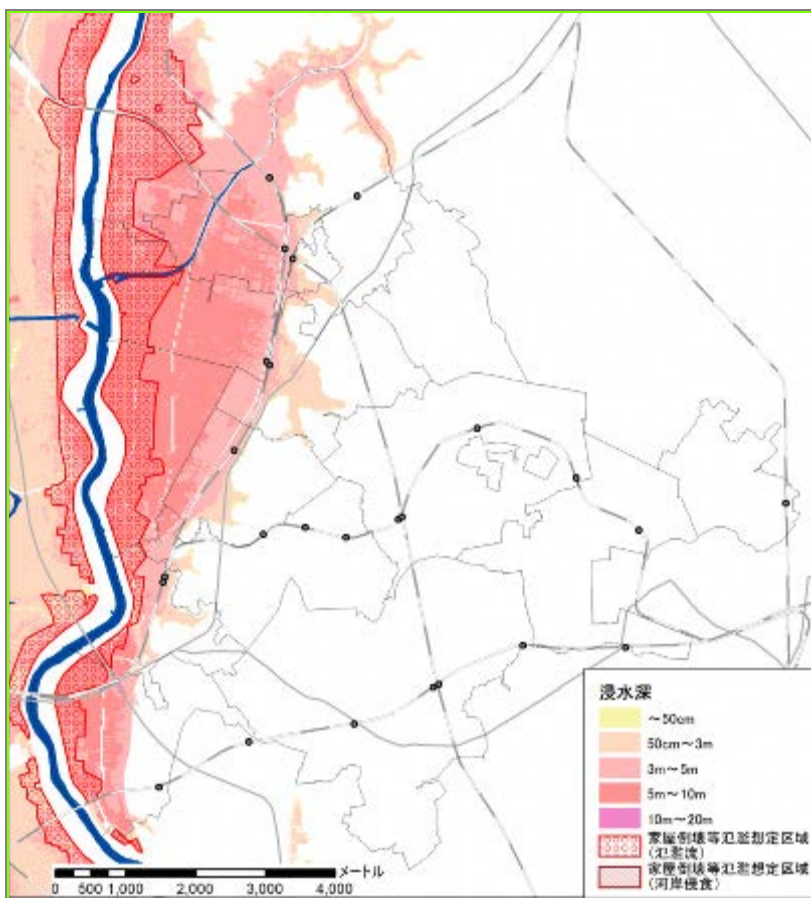 浸水深
～50cm
50cm～3m
3m～5m
5m～10m
10m～20m
家屋倒壊等氾濫想定区域
(氾濫流)
家屋倒壊等氾濫想定区域
(河岸侵食)
メートル
0 500 1,000 2,000 3,000 4,000